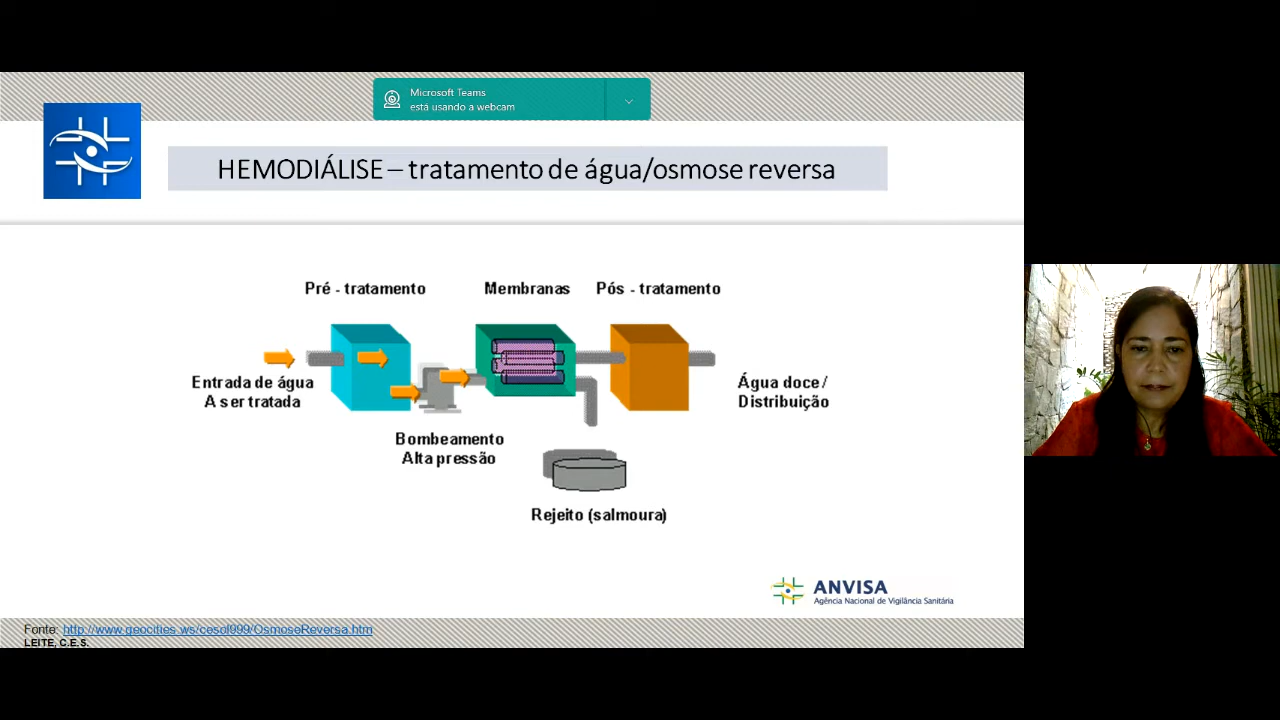 Microsoft Teams
está usando a webcam
HEMODIÁLISE – tratamento de água/osmose reversa
Pré - tratamento
Membranas
Pós - tratamento
Entrada de água
A ser tratada
Água doce /
Distribuição
Bombeamento
Alta pressão
Rejeito (salmoura)
ANVISA
Agência Nacional de Vigilância Sanitária
Fonte: http://www.geocities.ws/cesol999/OsmoseReversa.htm
LEITE, C.E.S.